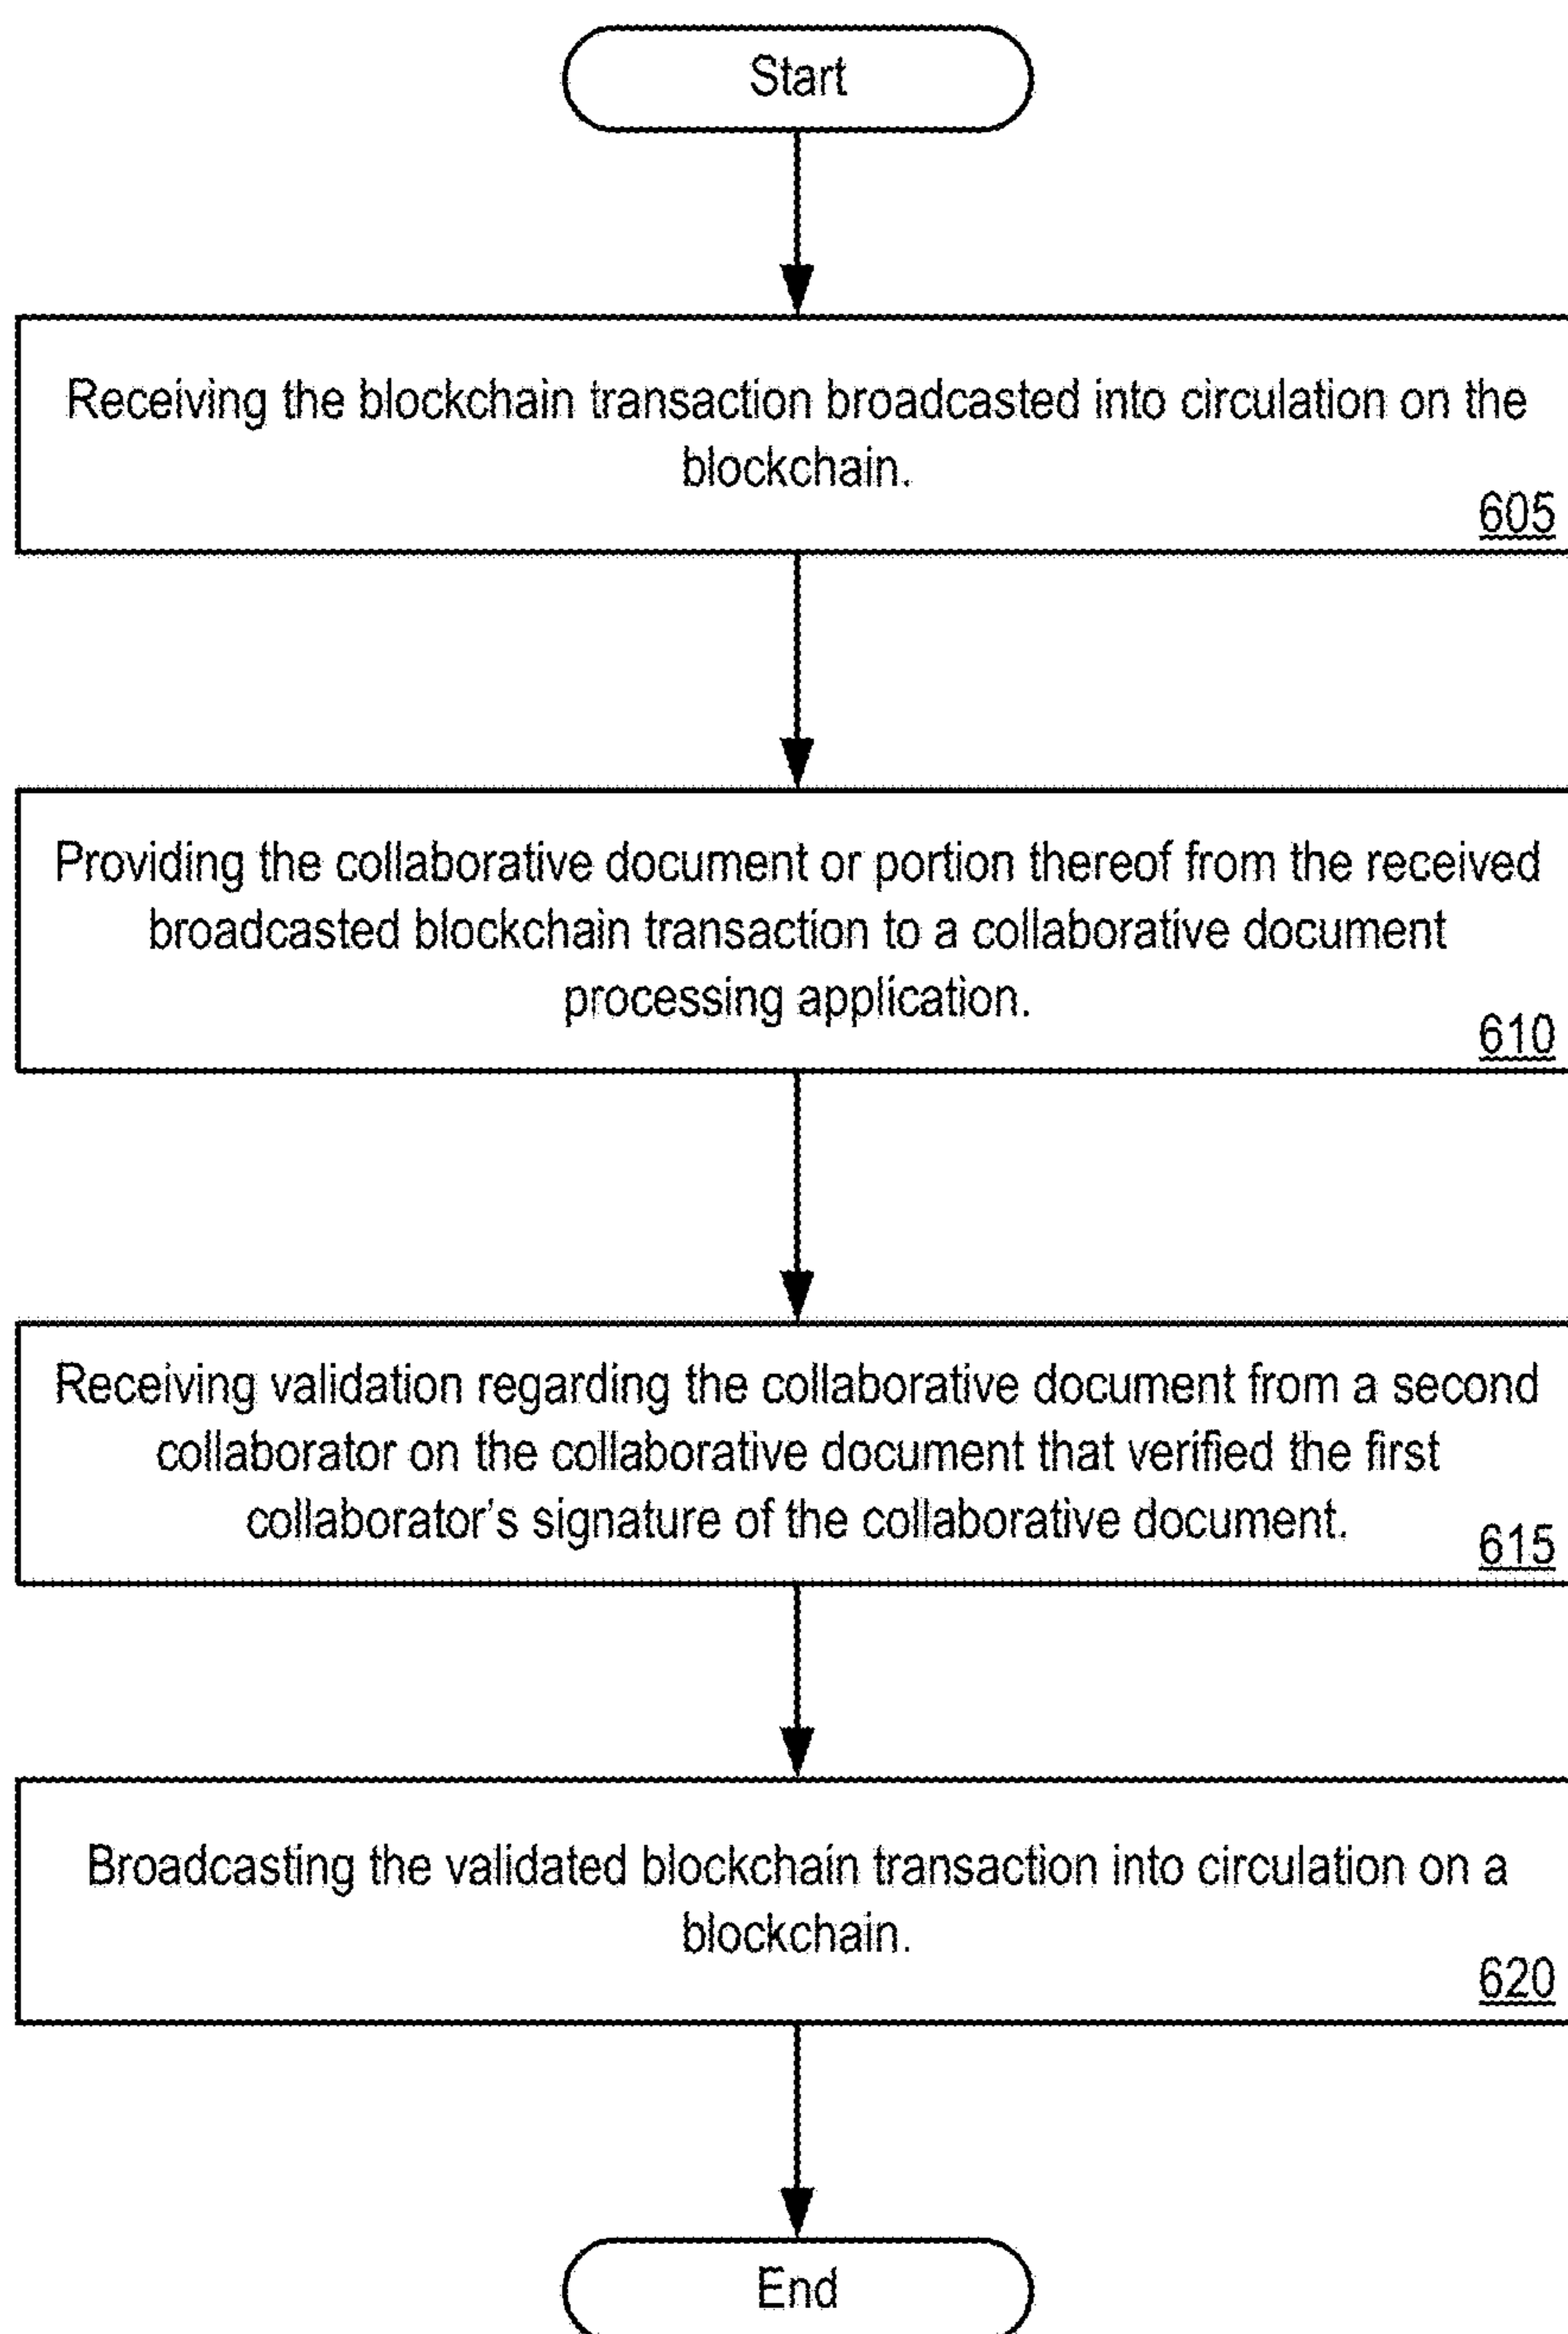 Start
Receiving the blockchain transaction broadcasted into circulation on the
blockchain.
605
Providing the collaborative document or portion thereof from the received
broadcasted blockchain transaction to a collaborative document
processing application.
610
Receiving validation regarding the collaborative document from a second
collaborator on the collaborative document that verified the first
collaborator's signature of the collaborative document.
615
Broadcasting the validated blockchain transaction into circulation on a
blockchain.
620
End